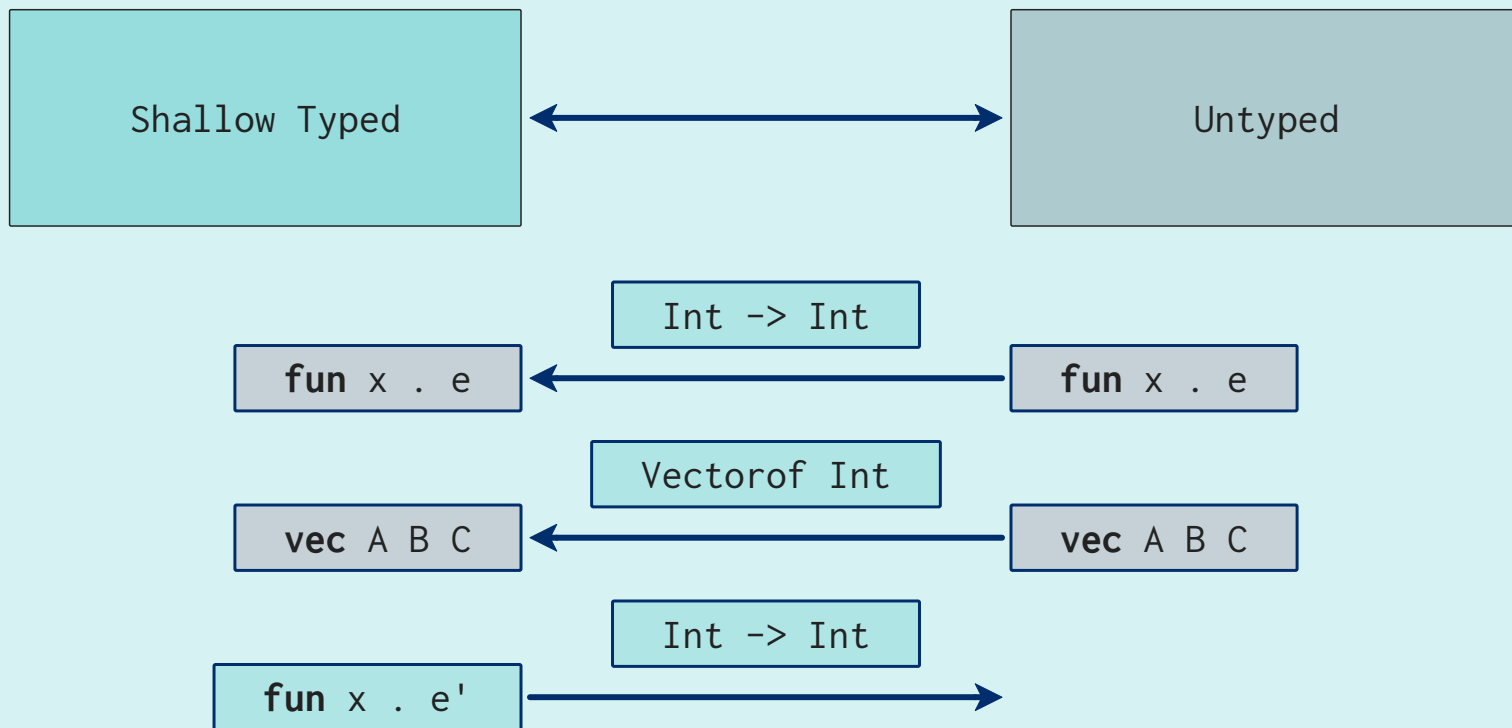 Shallow Typed
Untyped
Int -> Int
fun x . e
fun x . e
Vectorof Int
vec A B C
vec A B C
Int -> Int
fun x . e'